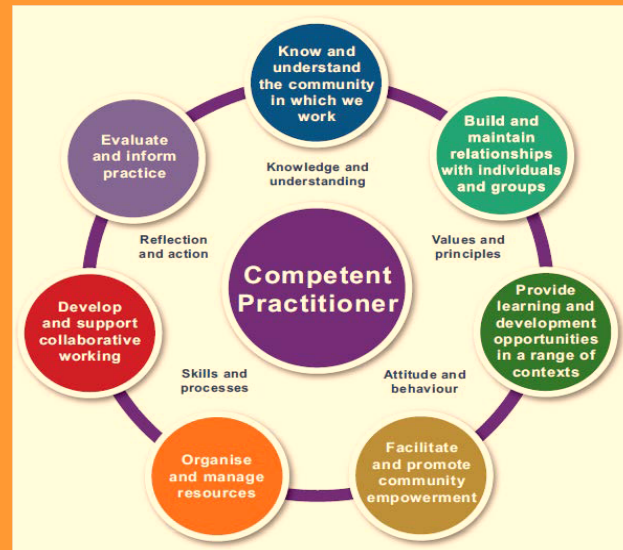 Know and
understand
the community
in which we
work
Build and
maintain
relationships
with individuals
and groups
Provide
learning and
development
opportunities
in a range of
contexts
Facilitate
and promote
community
empowerment
Organise
and manage
resources
Develop
and support
collaborative
working
Evaluate
and inform
practice
Knowledge and
understanding
Values and
principles
Attitude and
behaviour
Skills and
processes
Reflection
and action
Competent
Practitioner